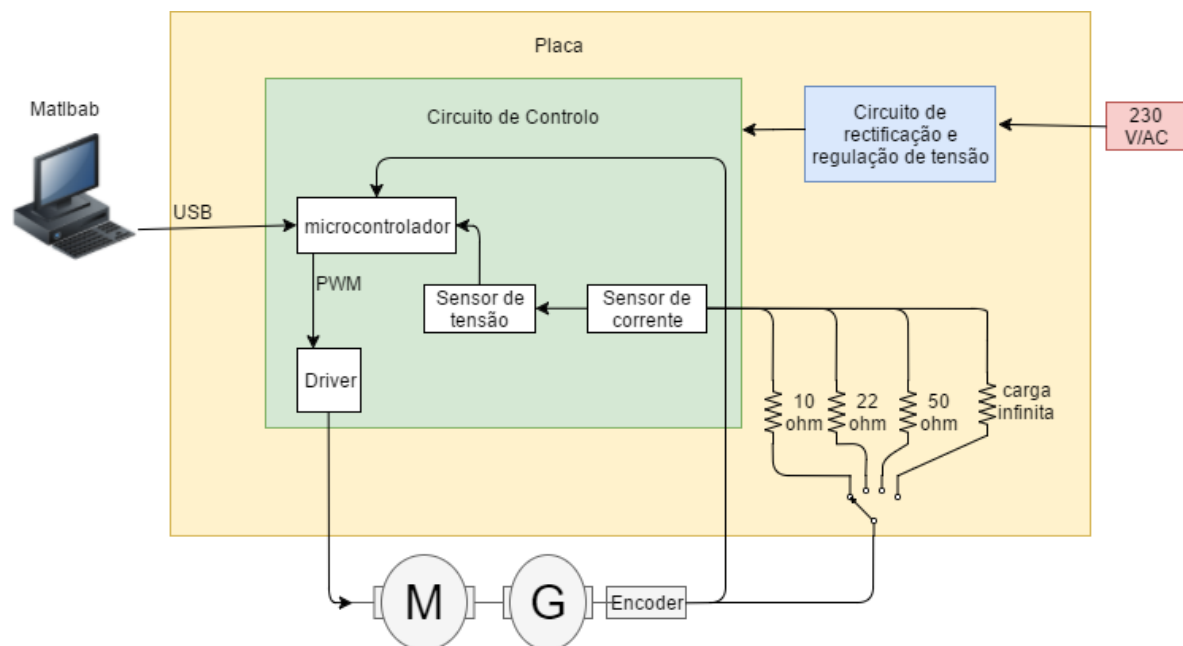 Placa
Matlbab
Circuito de Controlo
Circuito de
rectificação e
regulação de tensão
230
V/AC
USB
microcontrolador
PWM
Sensor de
tensão
Sensor de
corrente
Driver
10
ohm
22
ohm
50
ohm
carga
infinita
M
G
Encoder